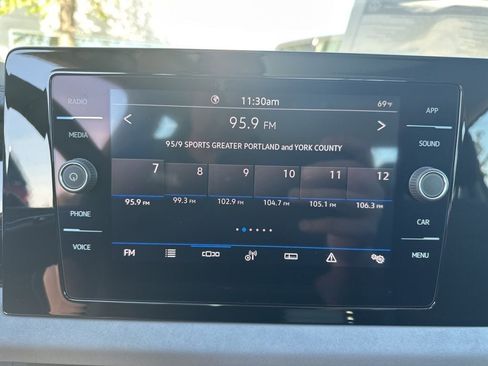 RADIO
MEDIA
PHONE
VOICE
APP
SOUND
CAR
MENU
11:30am 69°F
95.9 FM
95/9 SPORTS GREATER PORTLAND and YORK COUNTY
7 8 9 10 11 12
95.9 FM 99.3 FM 102.9 FM 104.7 FM 105.1 FM 106.3 FM
FM